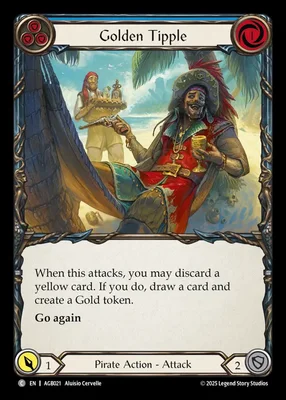 Golden Tipple
When this attacks, you may discard a
yellow card. If you do, draw a card and
create a Gold token.
Go again
1
Pirate Action - Attack
2
C EN | AGB021 Aluisio Cervelle
© 2025 Legend Story Studios